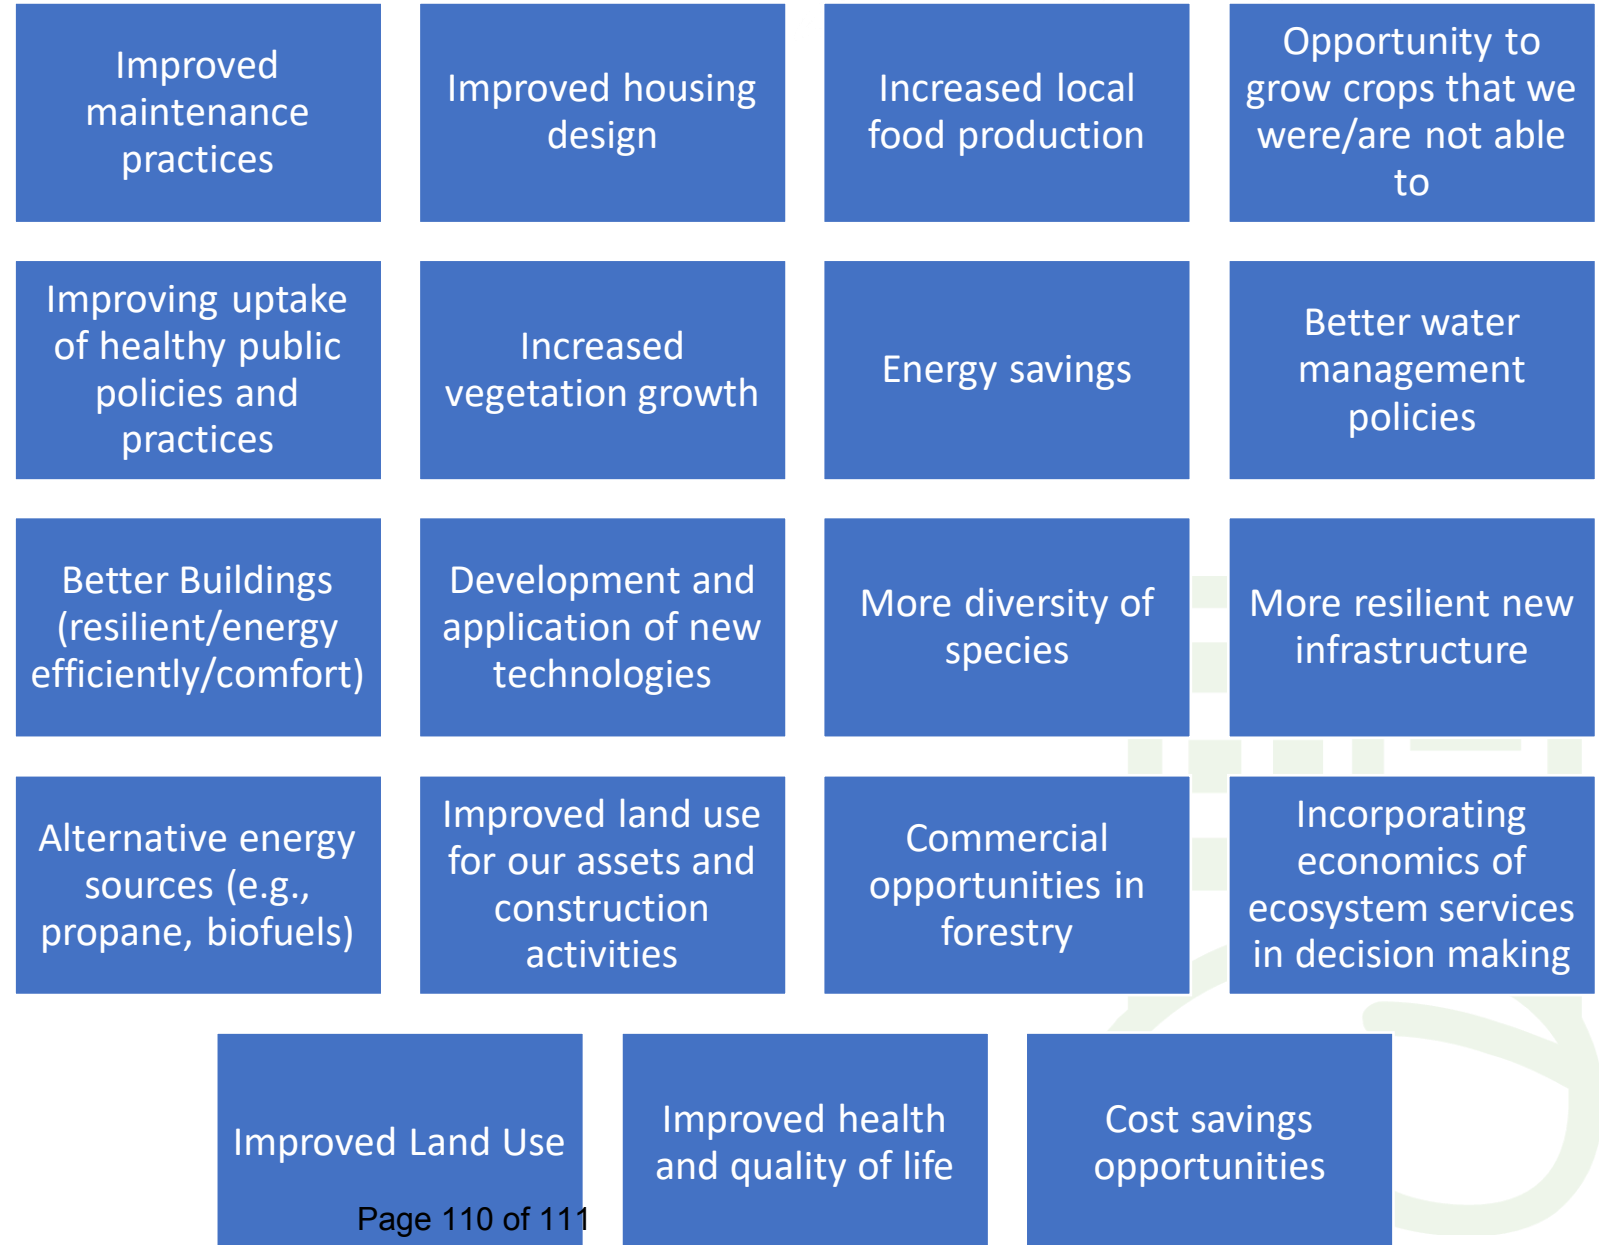 Improved
maintenance
practices
Improved housing
design
Increased local
food production
Opportunity to
grow crops that we
were/are not able
to
Improving uptake
of healthy public
policies and
practices
Increased
vegetation growth
Energy savings
Better water
management
policies
Better Buildings
(resilient/energy
efficiently/comfort)
Development and
application of new
technologies
More diversity of
species
More resilient new
infrastructure
Alternative energy
sources (e.g.,
propane, biofuels)
Improved land use
for our assets and
construction
activities
Commercial
opportunities in
forestry
Incorporating
economics of
ecosystem services
in decision making
Improved Land Use
Improved health
and quality of life
Cost savings
opportunities
Page 110 of 111